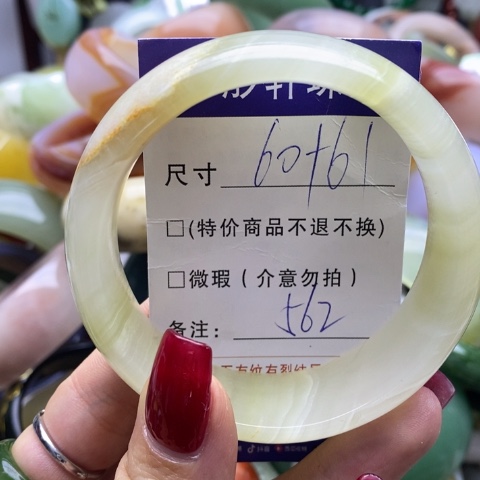 尺寸 60+61
□(特价商品不退不换)
□微瑕(介意勿拍)
备注: 562